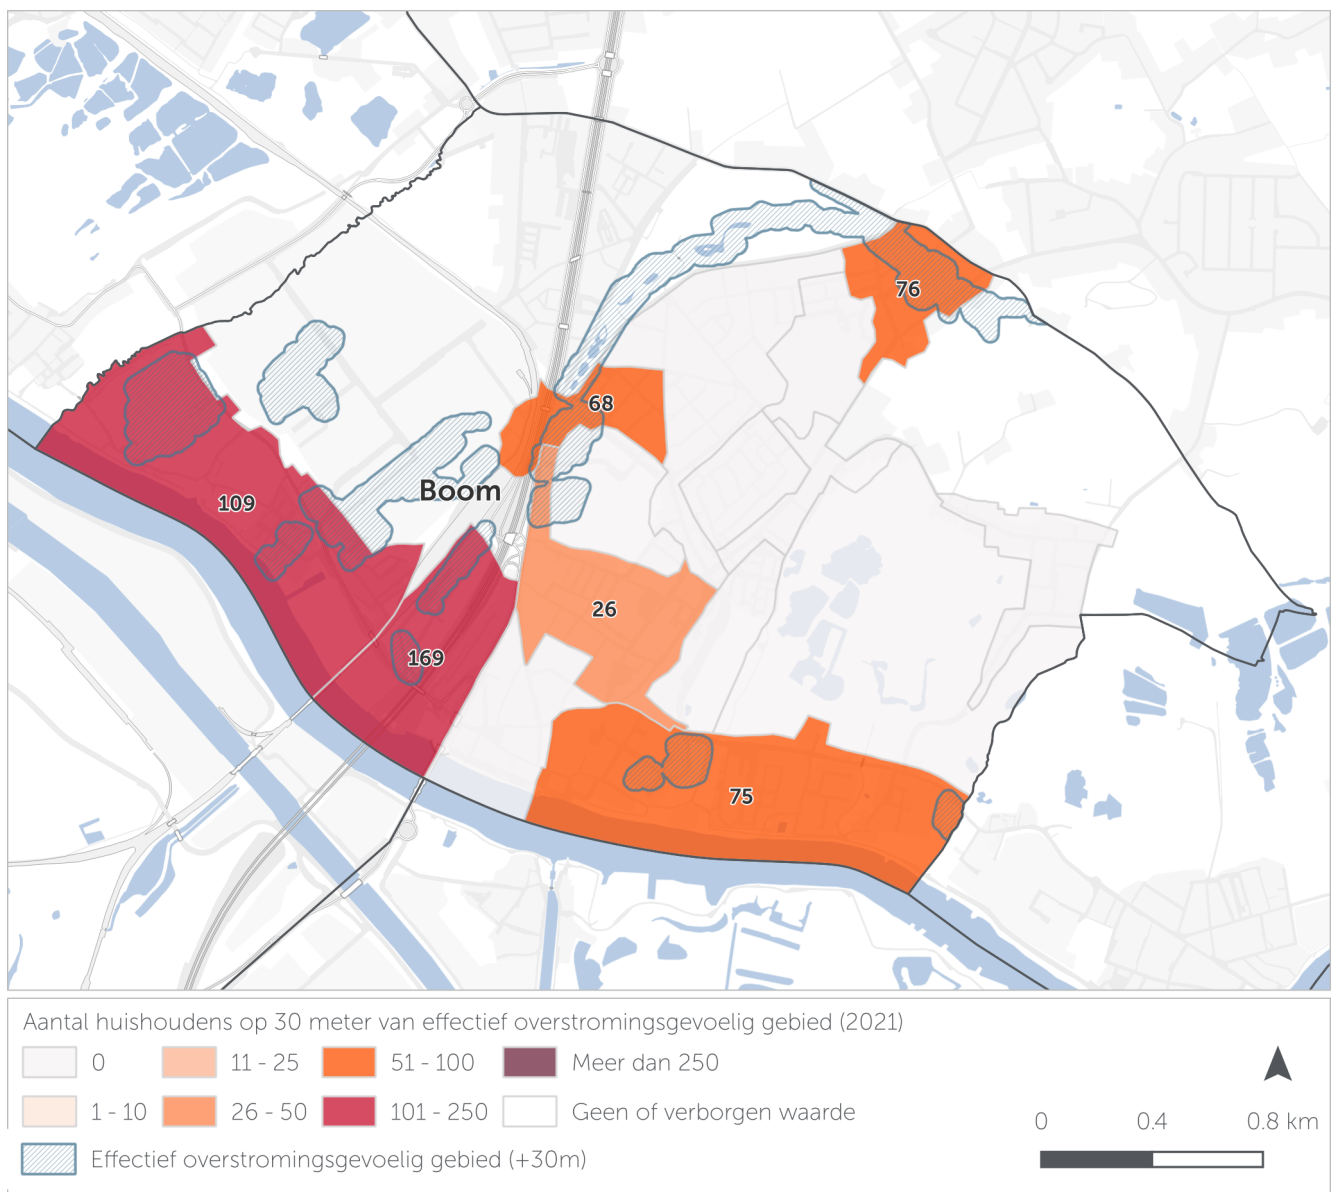 76
68
Boom
109
26
169
75
Aantal huishoudens op 30 meter van effectief overstromingsgevoelig gebied (2021)
0 11 - 25 51 - 100 Meer dan 250
1 - 10 26 - 50 101 - 250 Geen of verborgen waarde
0 0.4 0.8 km
Effectief overstromingsgevoelig gebied (+30m)